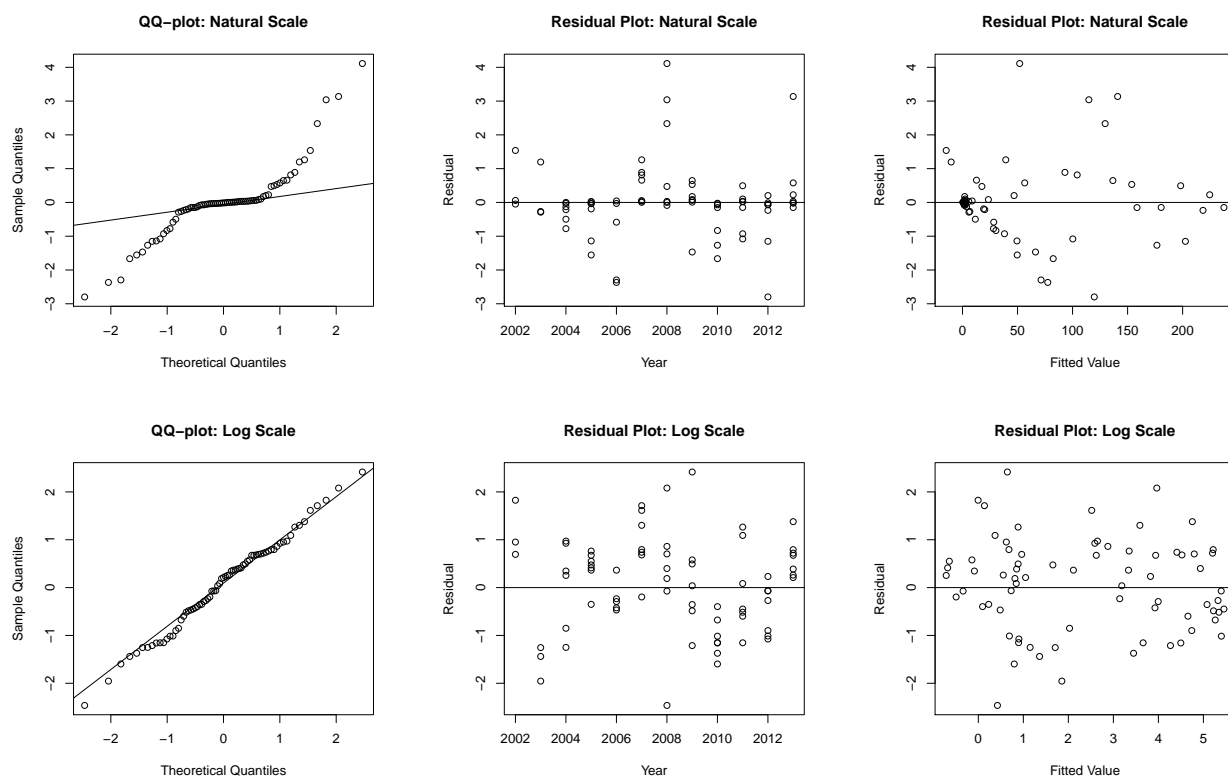 QQ−plot: Natural Scale
Sample Quantiles
4
3
2
1
0
−1
−2
−3
−2 −1 0 1 2
Theoretical Quantiles
Residual Plot: Natural Scale
Residual
4
3
2
1
0
−1
−2
−3
2002 2004 2006 2008 2010 2012
Year
Residual Plot: Natural Scale
Residual
4
3
2
1
0
−1
−2
−3
0 50 100 150 200
Fitted Value
QQ−plot: Log Scale
Sample Quantiles
2
1
0
−1
−2
−2 −1 0 1 2
Theoretical Quantiles
Residual Plot: Log Scale
Residual
2
1
0
−1
−2
2002 2004 2006 2008 2010 2012
Year
Residual Plot: Log Scale
Residual
2
1
0
−1
−2
0 1 2 3 4 5
Fitted Value